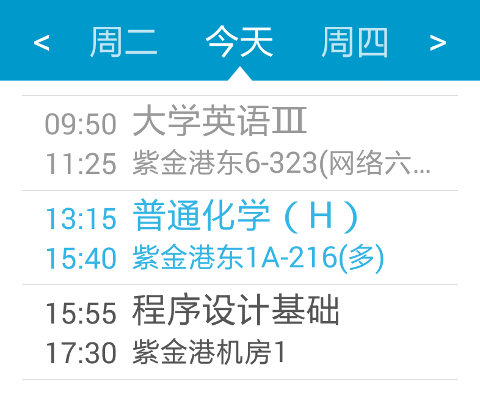 < 周二 今天 周四 >
09:50 大学英语Ⅲ
11:25 紫金港东6-323(网络六...
13:15 普通化学（H）
15:40 紫金港东1A-216(多)
15:55 程序设计基础
17:30 紫金港机房1